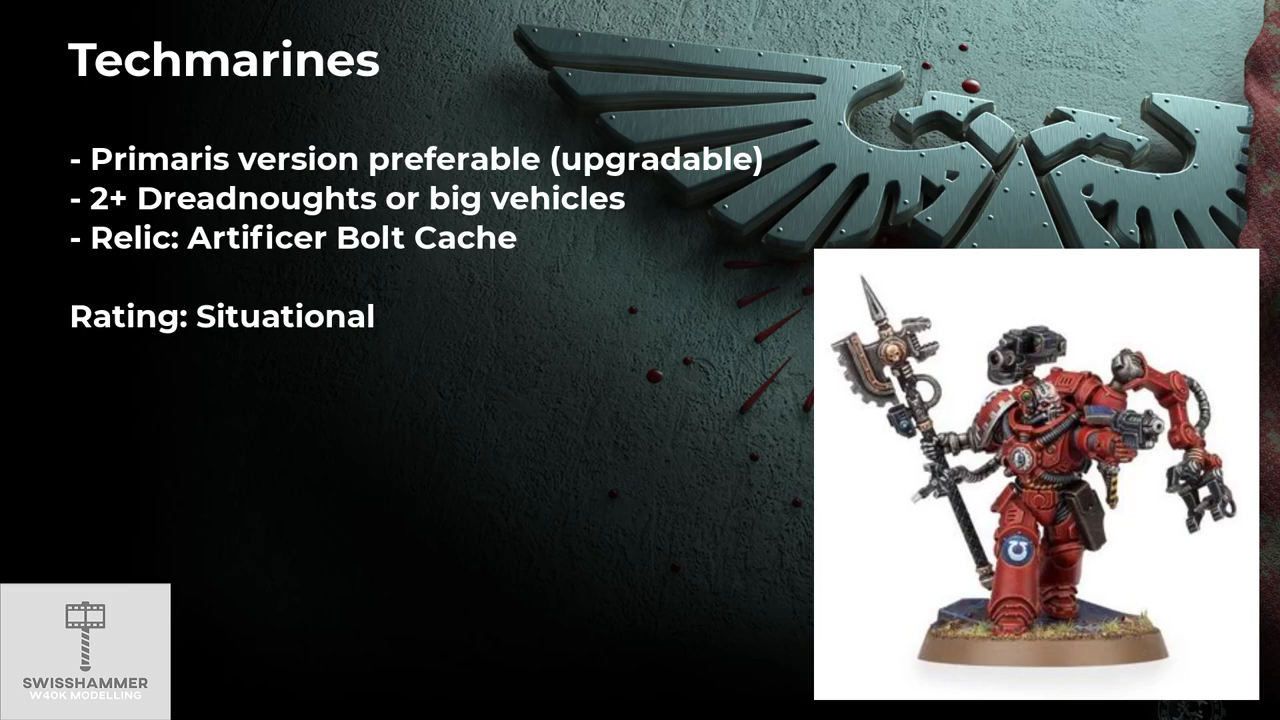 Techmarines
- Primaris version preferable (upgradable)
- 2+ Dreadnoughts or big vehicles
- Relic: Artificer Bolt Cache
Rating: Situational
SWISSHAMMER
W40K MODELLING